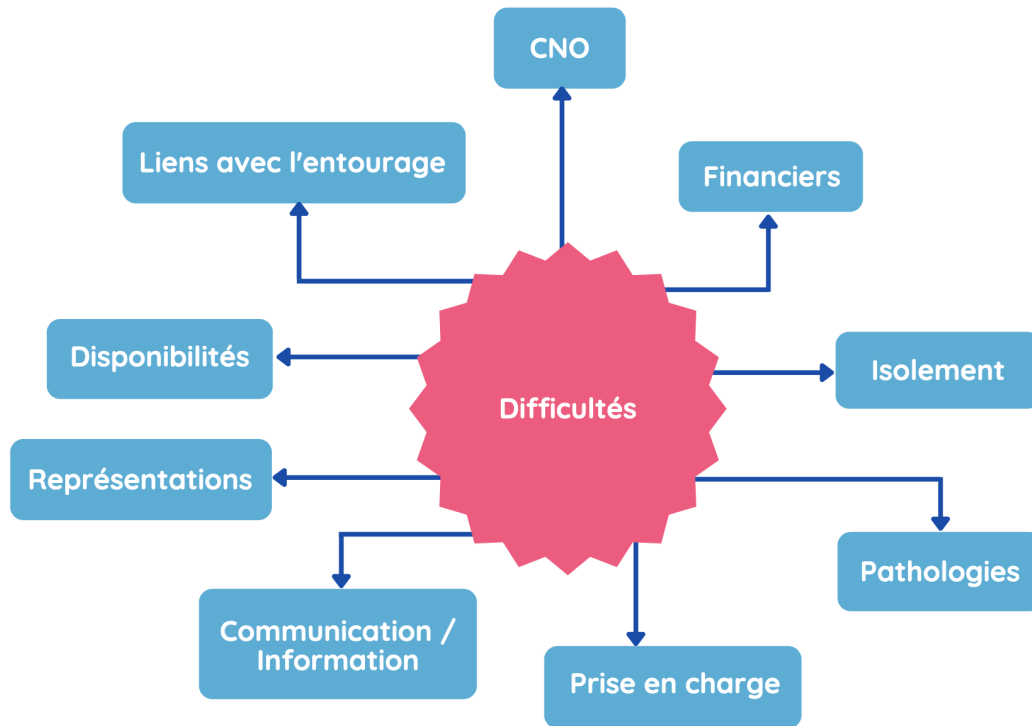 CNO
Liens avec l'entourage
Financiers
Disponibilités
Isolement
Difficultés
Représentations
Pathologies
Communication /
Information
Prise en charge